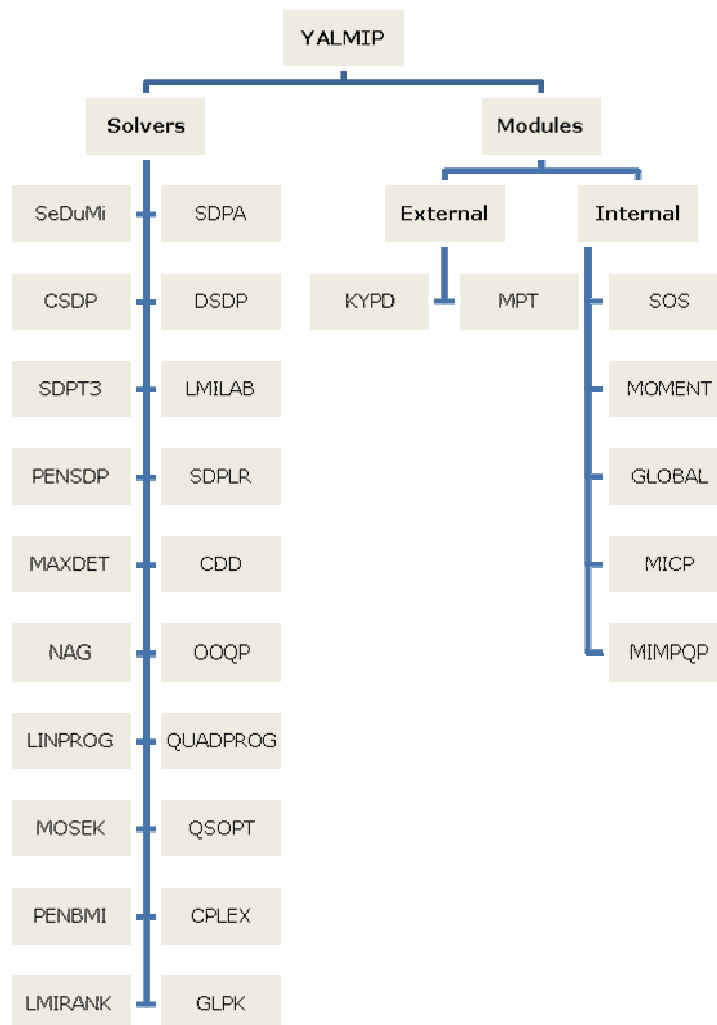 YALMIP
Solvers
Modules
SeDuMi
SDPA
External
Internal
CSDP
DSDP
KYPD
MPT
SOS
SDPT3
LMILAB
MOMENT
PENSDP
SDPLR
GLOBAL
MAXDET
CDD
MICP
NAG
OOQP
MIMPQP
LINPROG
QUADPROG
MOSEK
QSOPT
PENBMI
CPLEX
LMIRANK
GLPK